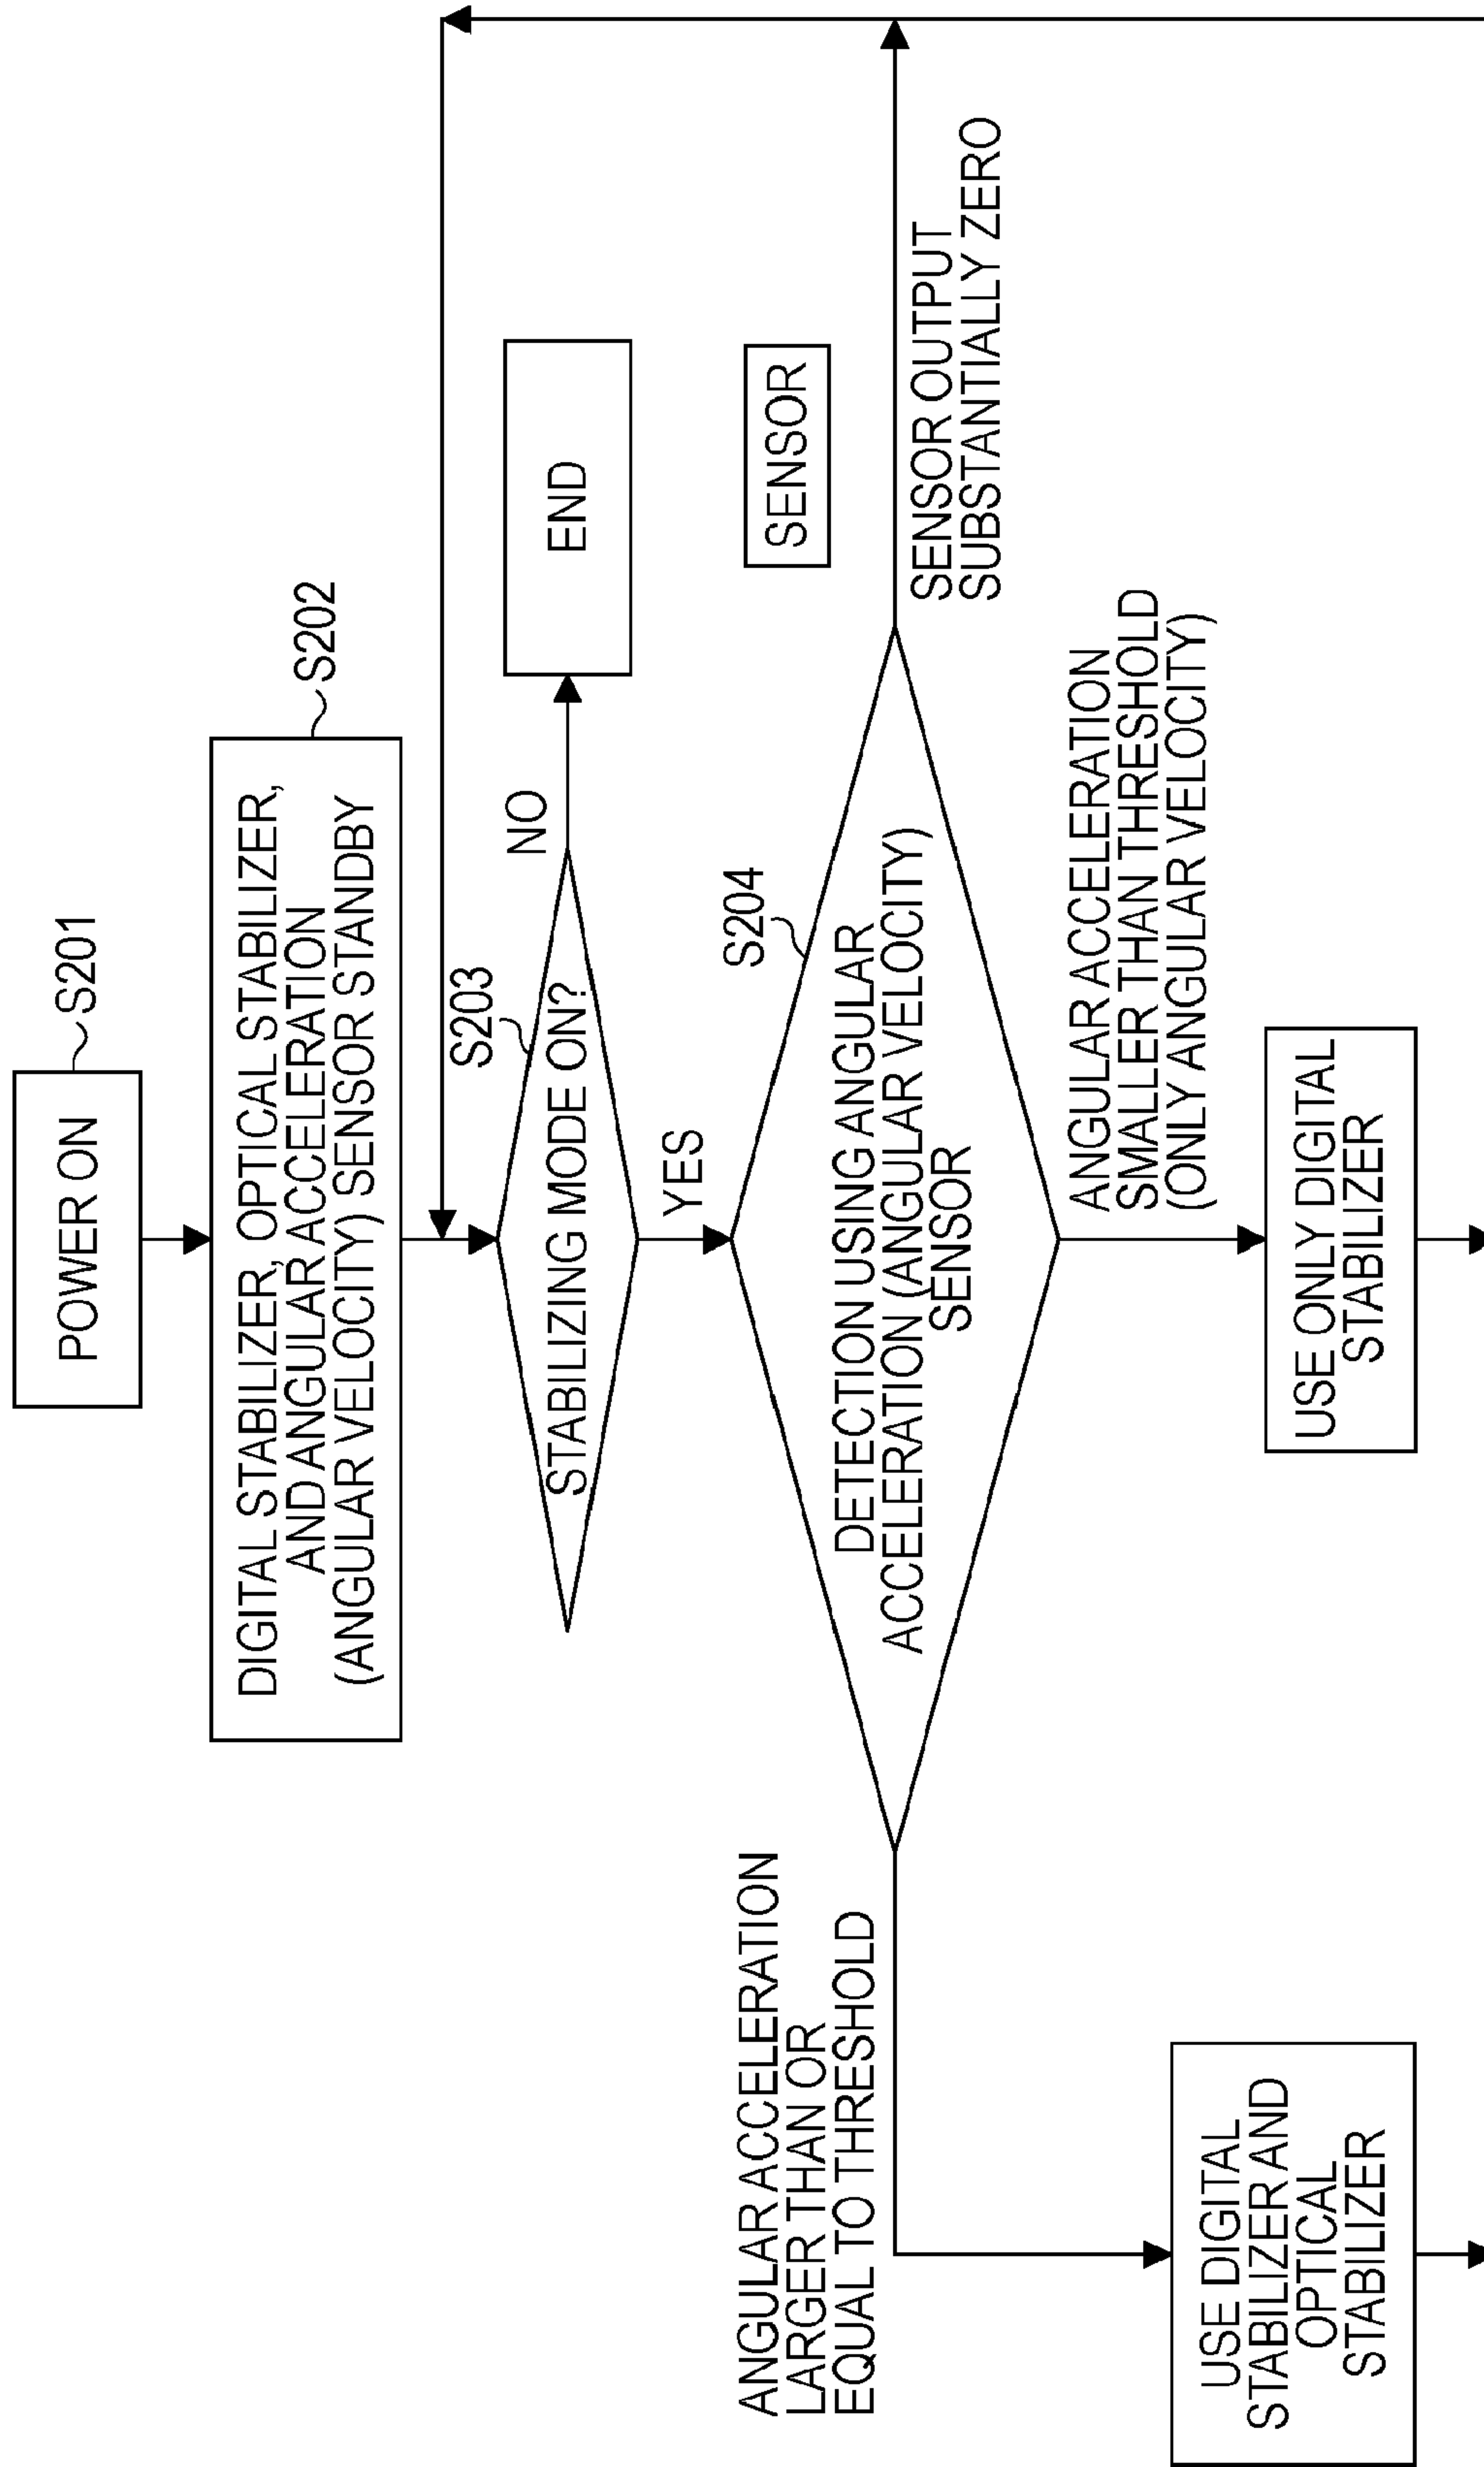 POWER ON
S201
DIGITAL STABILIZER, OPTICAL STABILIZER,
AND ANGULAR ACCELERATION
(ANGULAR VELOCITY) SENSOR STANDBY
S202
STABILIZING MODE ON?
S203
NO
END
YES
DETECTION USING ANGULAR
ACCELERATION (ANGULAR VELOCITY)
SENSOR
S204
SENSOR
SENSOR OUTPUT
SUBSTANTIALLY ZERO
ANGULAR ACCELERATION
LARGER THAN OR
EQUAL TO THRESHOLD
ANGULAR ACCELERATION
SMALLER THAN THRESHOLD
(ONLY ANGULAR VELOCITY)
USE DIGITAL
STABILIZER AND
OPTICAL
STABILIZER
USE ONLY DIGITAL
STABILIZER